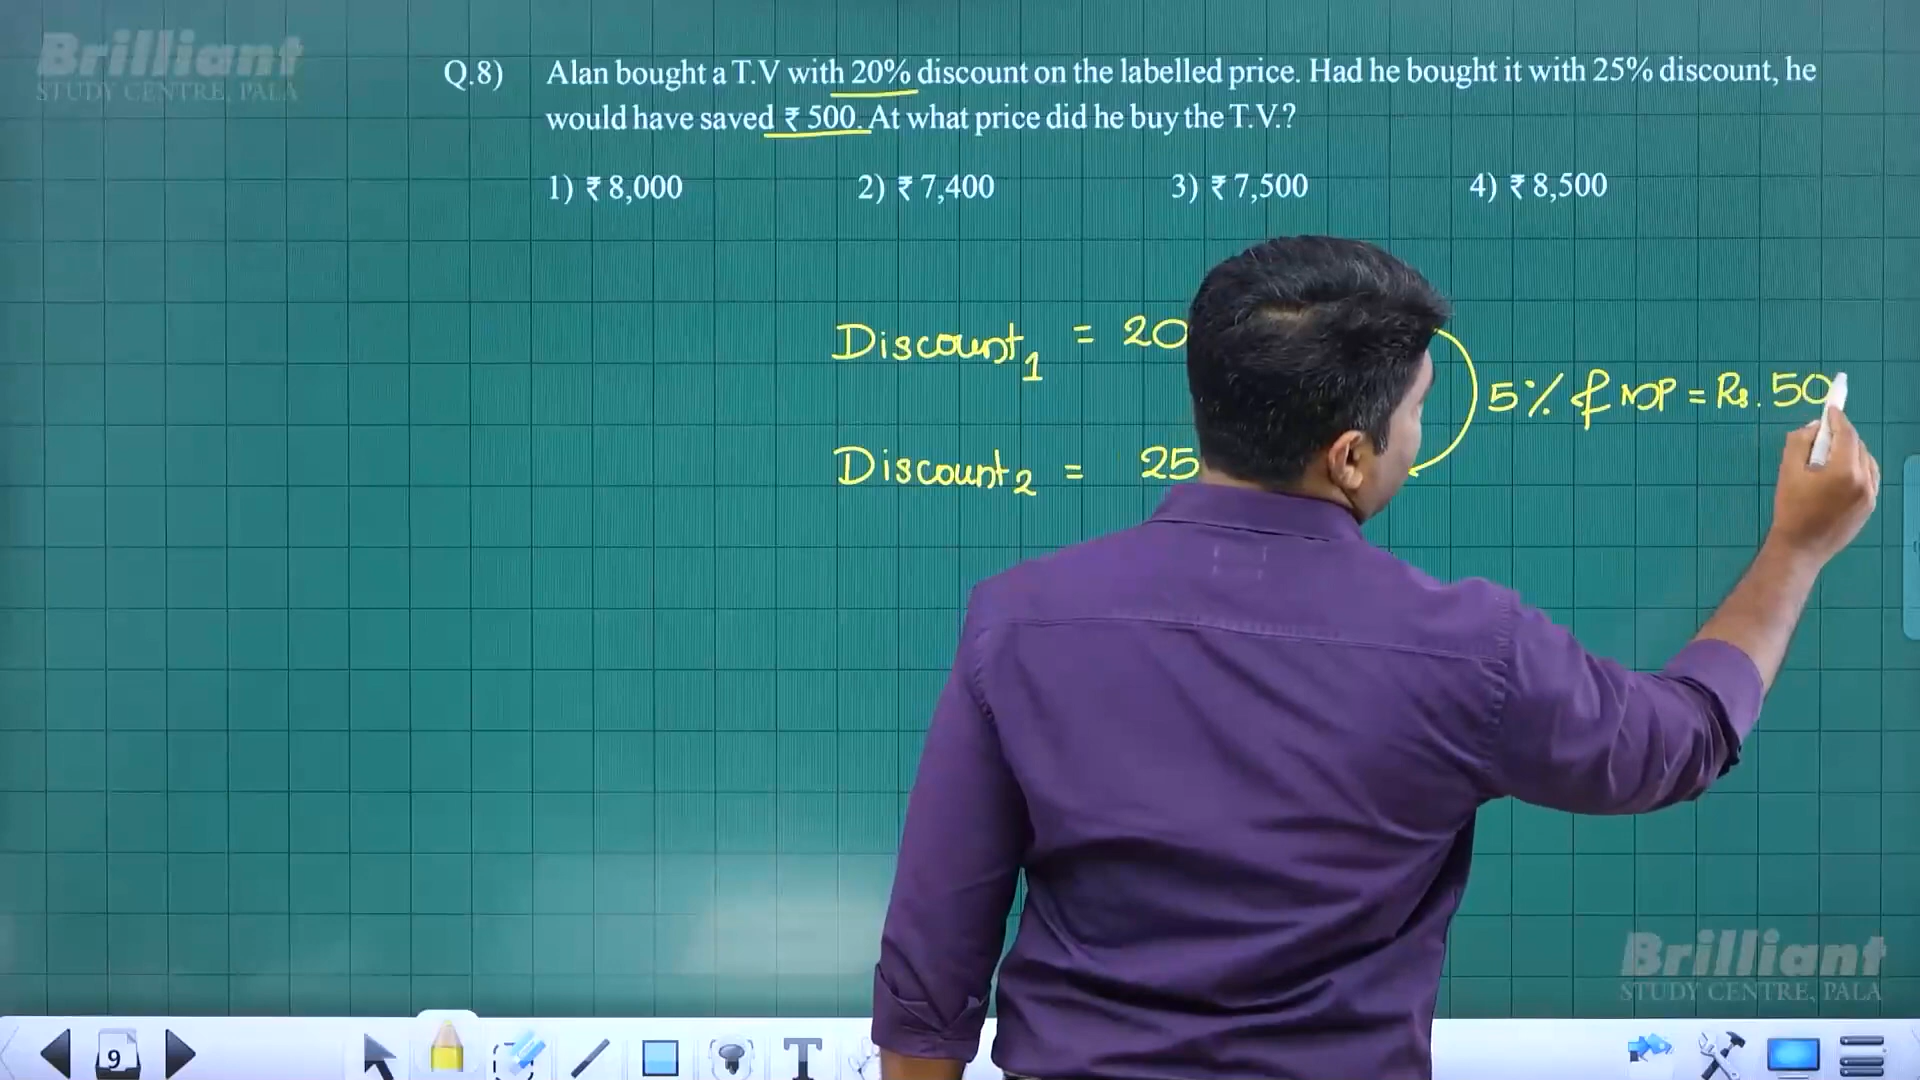 Brilliant
STUDY CENTRE, PALA
Q.8) Alan bought a T.V with 20% discount on the labelled price. Had he bought it with 25% discount, he
would have saved ₹ 500. At what price did he buy the T.V.?
1) ₹ 8,000 2) ₹ 7,400 3) ₹ 7,500 4) ₹ 8,500
Discount1 = 20
5% of MP = Rs. 50
Discount2 = 25
Brilliant
STUDY CENTRE, PALA
9
T